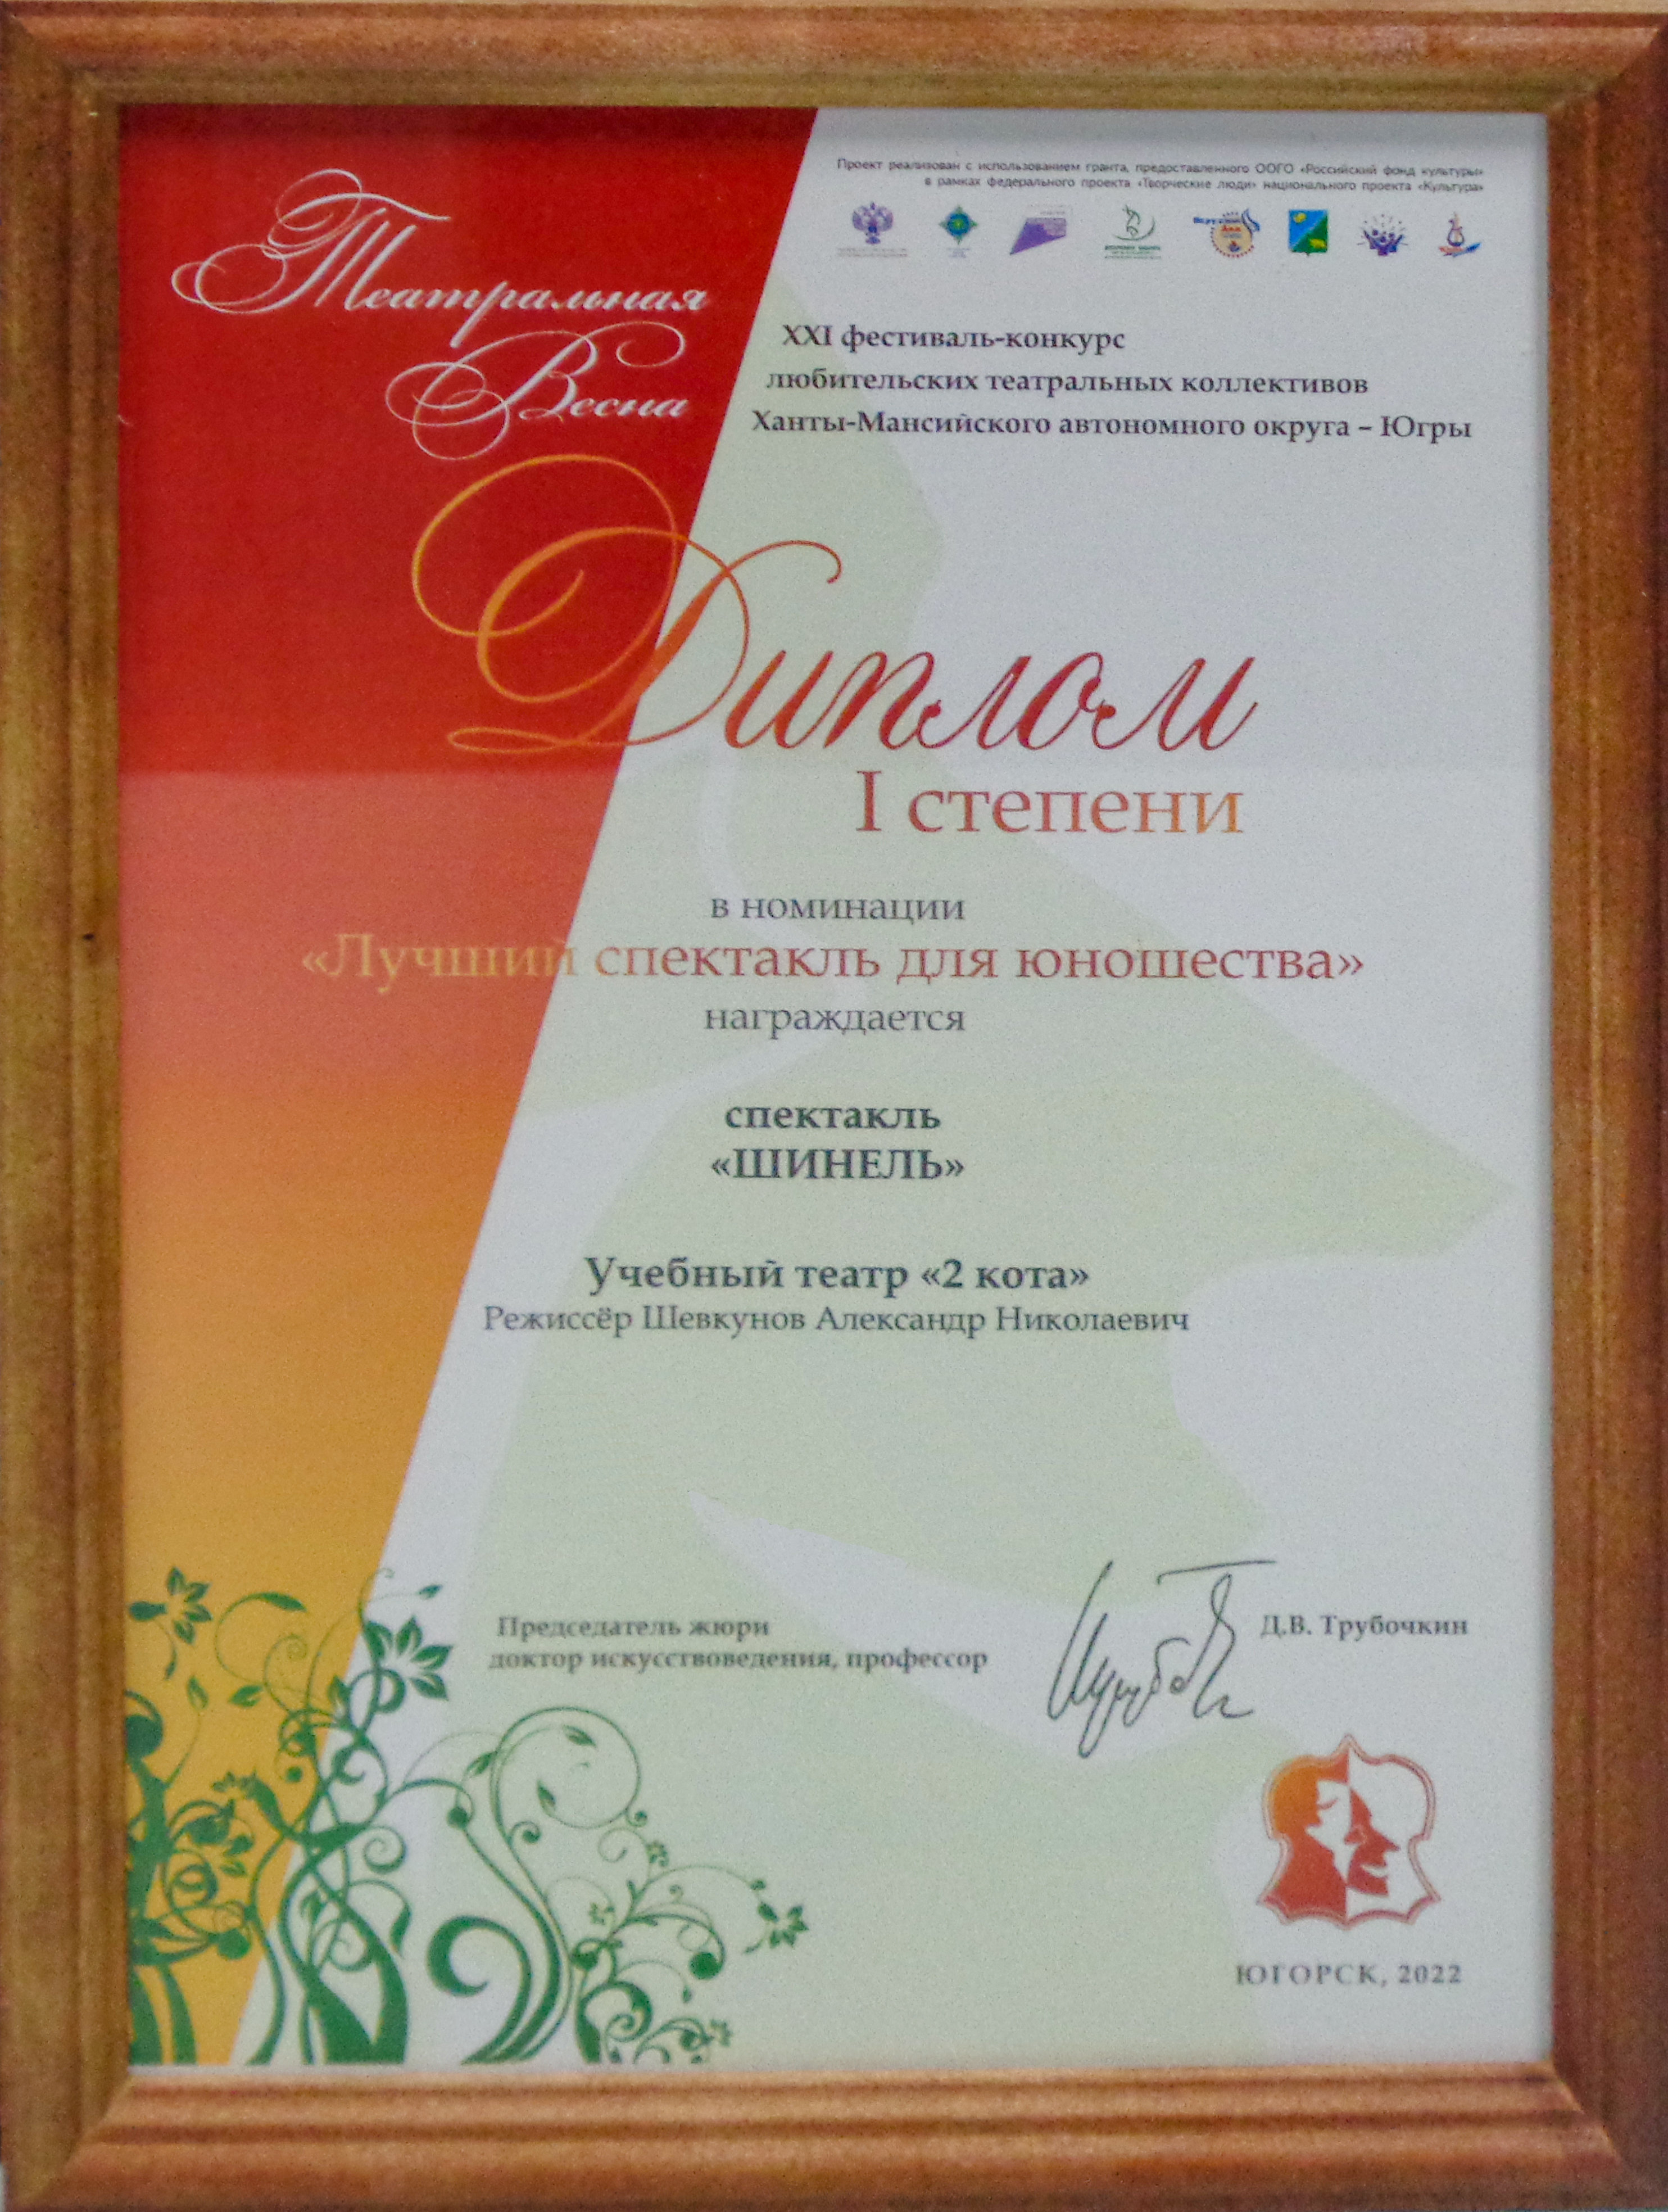 Проект реализован с использованием гранта, предоставленного ООГО «Российский фонд культуры»
в рамках федерального проекта «Творческие люди» национального проекта «Культура»
Театральная
Весна
XXI фестиваль-конкурс
любительских театральных коллективов
Ханты-Мансийского автономного округа – Югры
Диплом
I степени
в номинации
«Лучший спектакль для юношества»
награждается
спектакль
«ШИНЕЛЬ»
Учебный театр «2 кота»
Режиссёр Шевкунов Александр Николаевич
Председатель жюри
доктор искусствоведения, профессор
Д.В. Трубочкин
ЮГОРСК, 2022